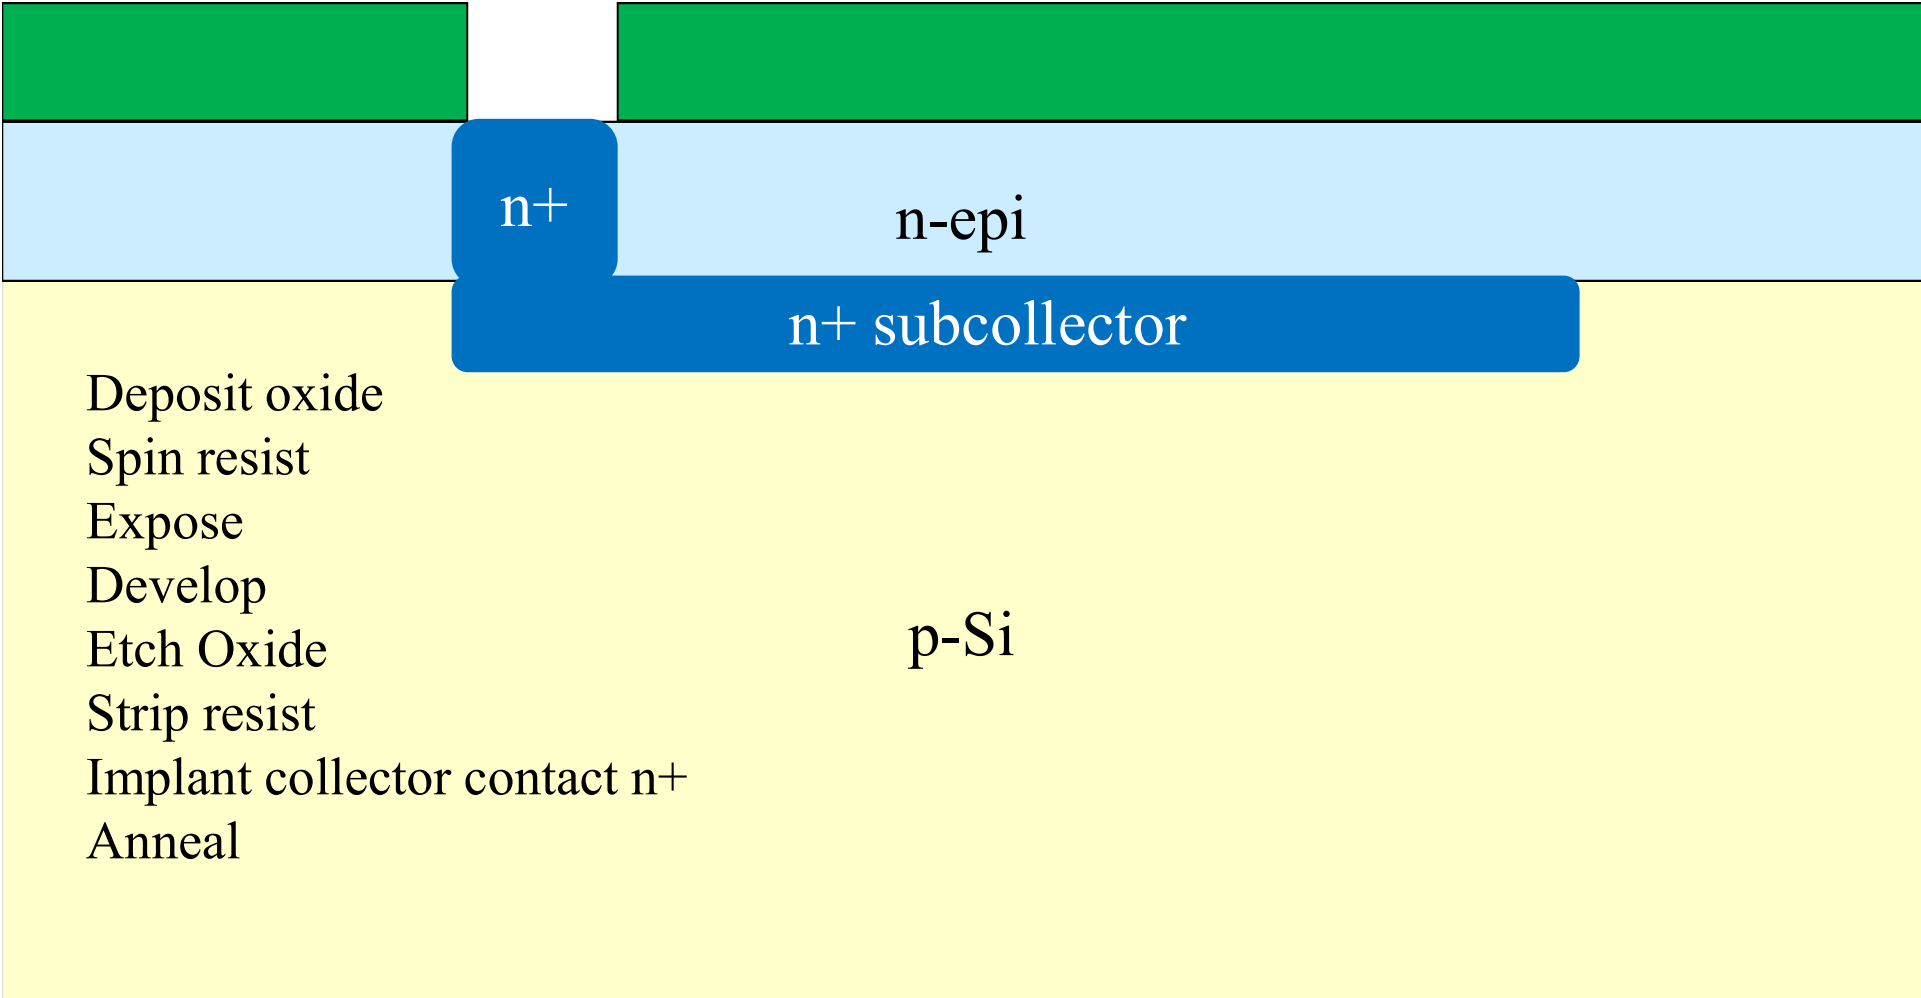 n+
n-epi
n+ subcollector
Deposit oxide
Spin resist
Expose
Develop
Etch Oxide
Strip resist
Implant collector contact n+
Anneal
p-Si